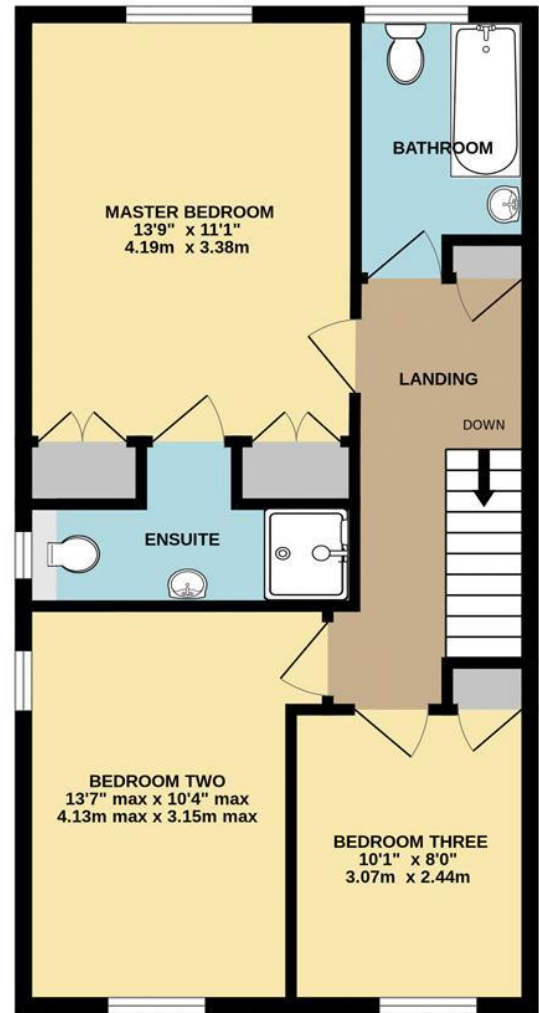 BATHROOM
MASTER BEDROOM
13'9" x 11'1"
4.19m x 3.38m
LANDING
DOWN
ENSUITE
BEDROOM TWO
13'7" max x 10'4" max
4.13m max x 3.15m max
BEDROOM THREE
10'1" x 8'0"
3.07m x 2.44m